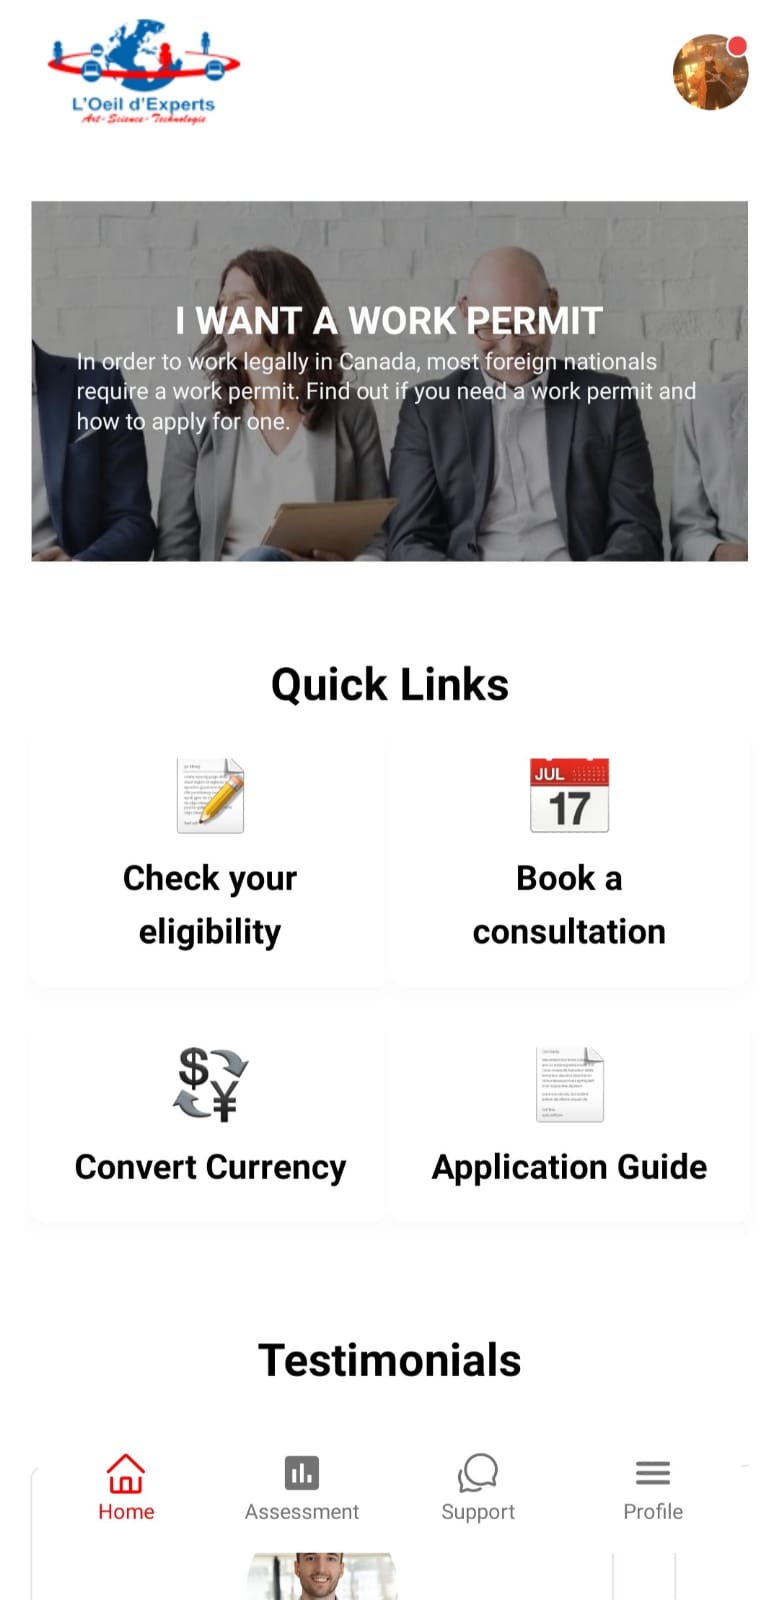 L'Oeil d'Experts
Art- Science- Technologie
I WANT A WORK PERMIT
In order to work legally in Canada, most foreign nationals
require a work permit. Find out if you need a work permit and
how to apply for one.
Quick Links
Check your
eligibility
JUL
17
Book a
consultation
$
¥
Convert Currency
Application Guide
Testimonials
Home
Assessment
Support
Profile